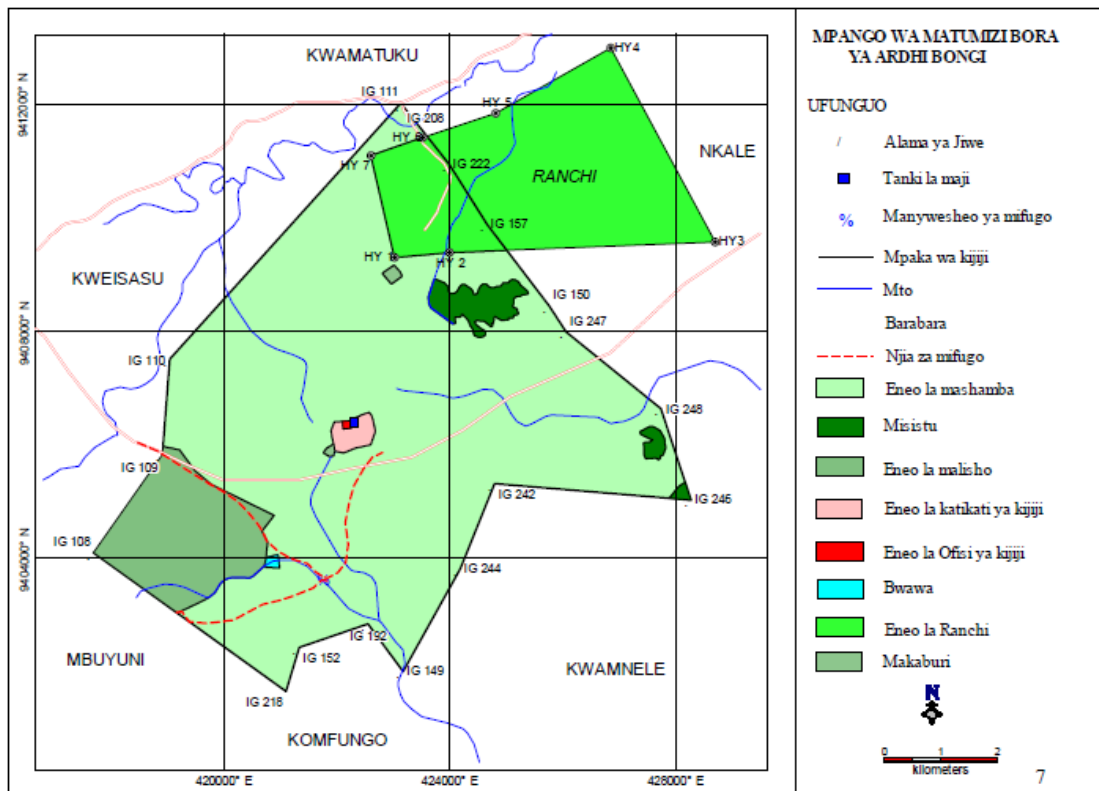 KWAMATUKU
HY4
IG 111
HY 5
9412000° N
IG 208
HY 6
HY 7
IG 222
NKALE
RANCHI
IG 157
HY3
HY 1
HY 2
KWEISASU
IG 150
IG 247
9408000° N
IG 110
IG 248
IG 109
IG 242
IG 246
IG 108
9404000° N
IG 244
IG 192
MBUYUNI
IG 152
IG 149
KWAMNELE
IG 218
KOMFUNGO
420000° E
424000° E
428000° E
MPANGO WA MATUMIZI BORA
YA ARDHI BONGI
UFUNGUO
Alama ya Jiwe
Tanki la maji
% Manywesheo ya mifugo
Mpaka wa kijiji
Mto
Barabara
Njia za mifugo
Eneo la mashamba
Misistu
Eneo la malisho
Eneo la katikati ya kijiji
Eneo la Ofisi ya kijiji
Bwawa
Eneo la Ranchi
Makaburi
N
0 1 2
kilometers
7